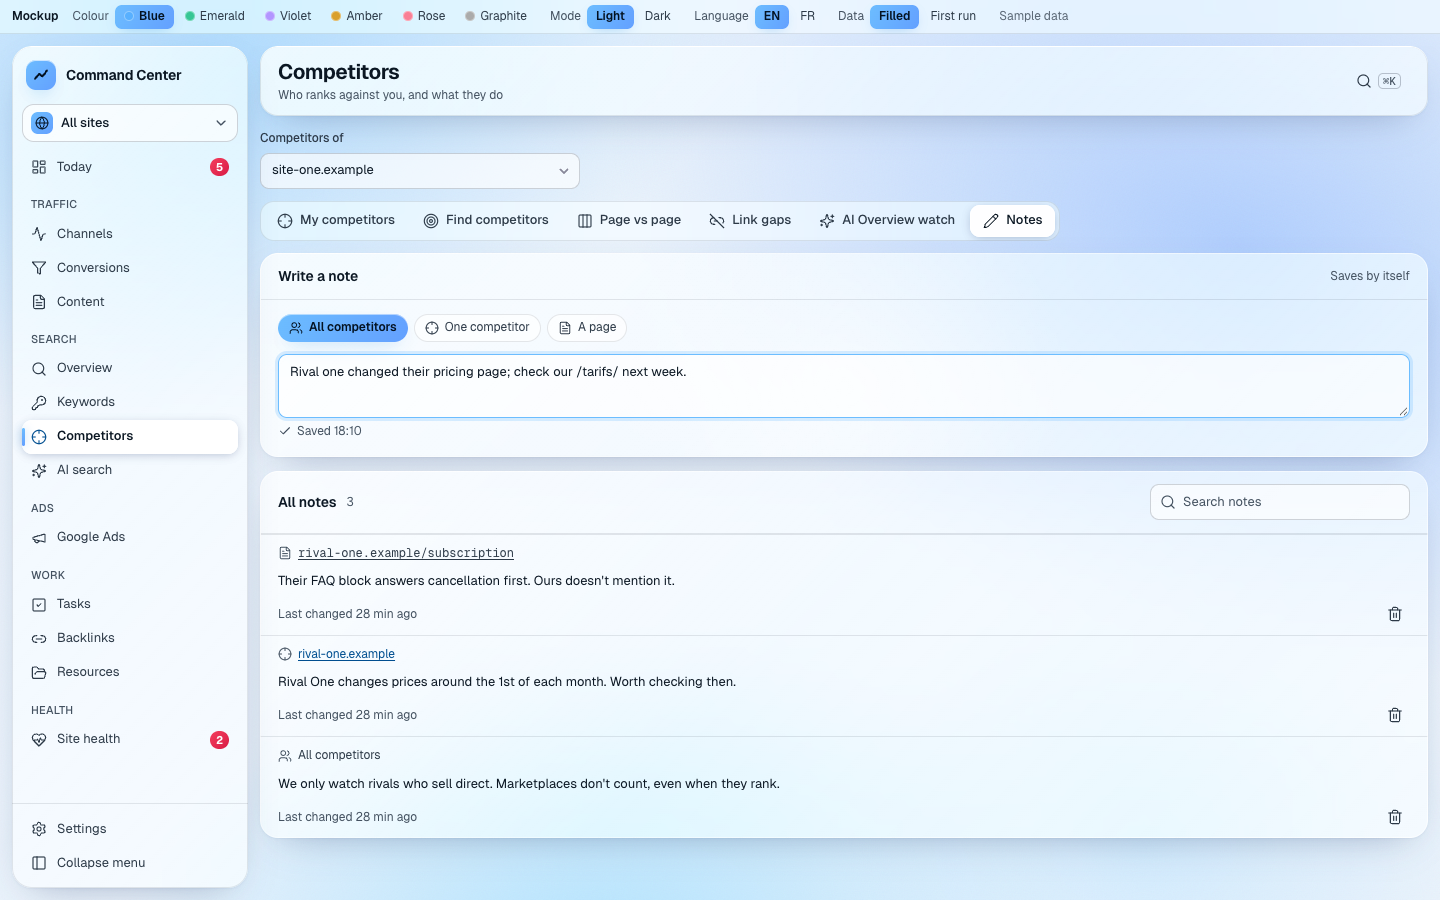 Mockup Colour Blue Emerald Violet Amber Rose Graphite Mode Light Dark Language EN FR Data Filled First run Sample data
Command Center
All sites
Today 5
TRAFFIC
Channels
Conversions
Content
SEARCH
Overview
Keywords
Competitors
AI search
ADS
Google Ads
WORK
Tasks
Backlinks
Resources
HEALTH
Site health 2
Settings
Collapse menu
Competitors
Who ranks against you, and what they do
⌘K
Competitors of
site-one.example
My competitors Find competitors Page vs page Link gaps AI Overview watch Notes
Write a note Saves by itself
All competitors One competitor A page
Rival one changed their pricing page; check our /tarifs/ next week.
Saved 18:10
All notes 3 Search notes
rival-one.example/subscription
Their FAQ block answers cancellation first. Ours doesn't mention it.
Last changed 28 min ago
rival-one.example
Rival One changes prices around the 1st of each month. Worth checking then.
Last changed 28 min ago
All competitors
We only watch rivals who sell direct. Marketplaces don't count, even when they rank.
Last changed 28 min ago